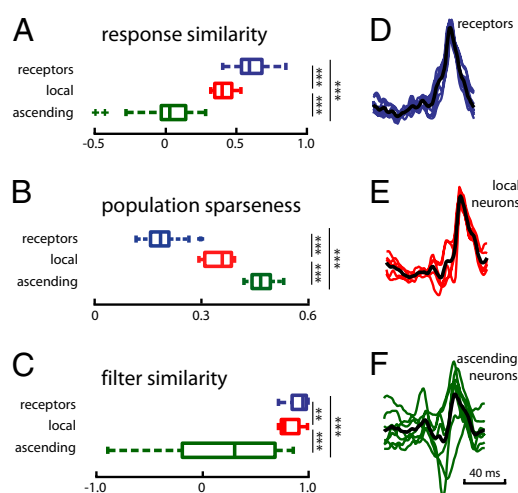 A
response similarity
receptors
local
ascending
***
***
***
-0.5
0
0.5
1.0
D
receptors
B
population sparseness
receptors
local
ascending
***
***
***
0
0.3
0.6
E
local
neurons
C
filter similarity
receptors
local
ascending
**
***
***
-1.0
0
1.0
F
ascending
neurons
40 ms